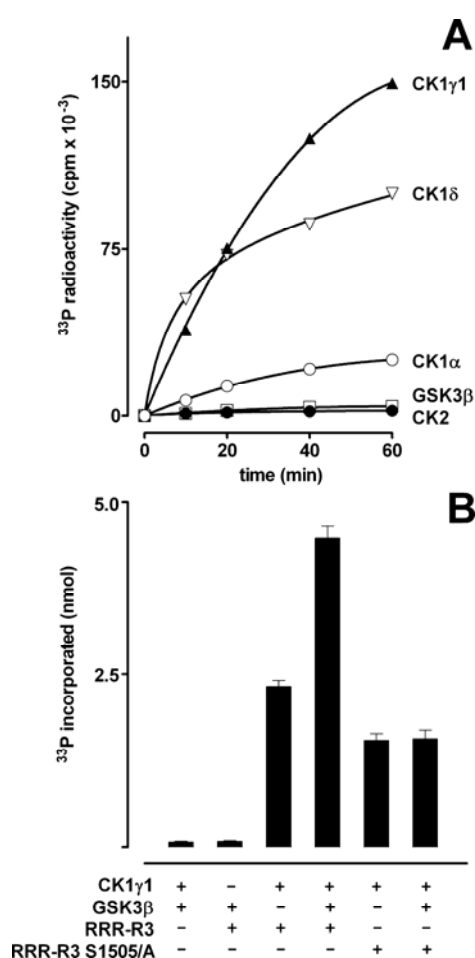 A
150
75
0
³³P radioactivity (cpm x 10⁻³)
CK1γ1
CK1δ
CK1α
GSK3β
CK2
0 20 40 60
time (min)
B
5.0
2.5
³³P incorporated (nmol)
CK1γ1 + − + + + +
GSK3β + + − + − +
RRR-R3 − + + + − −
RRR-R3 S1505/A − − − − + +